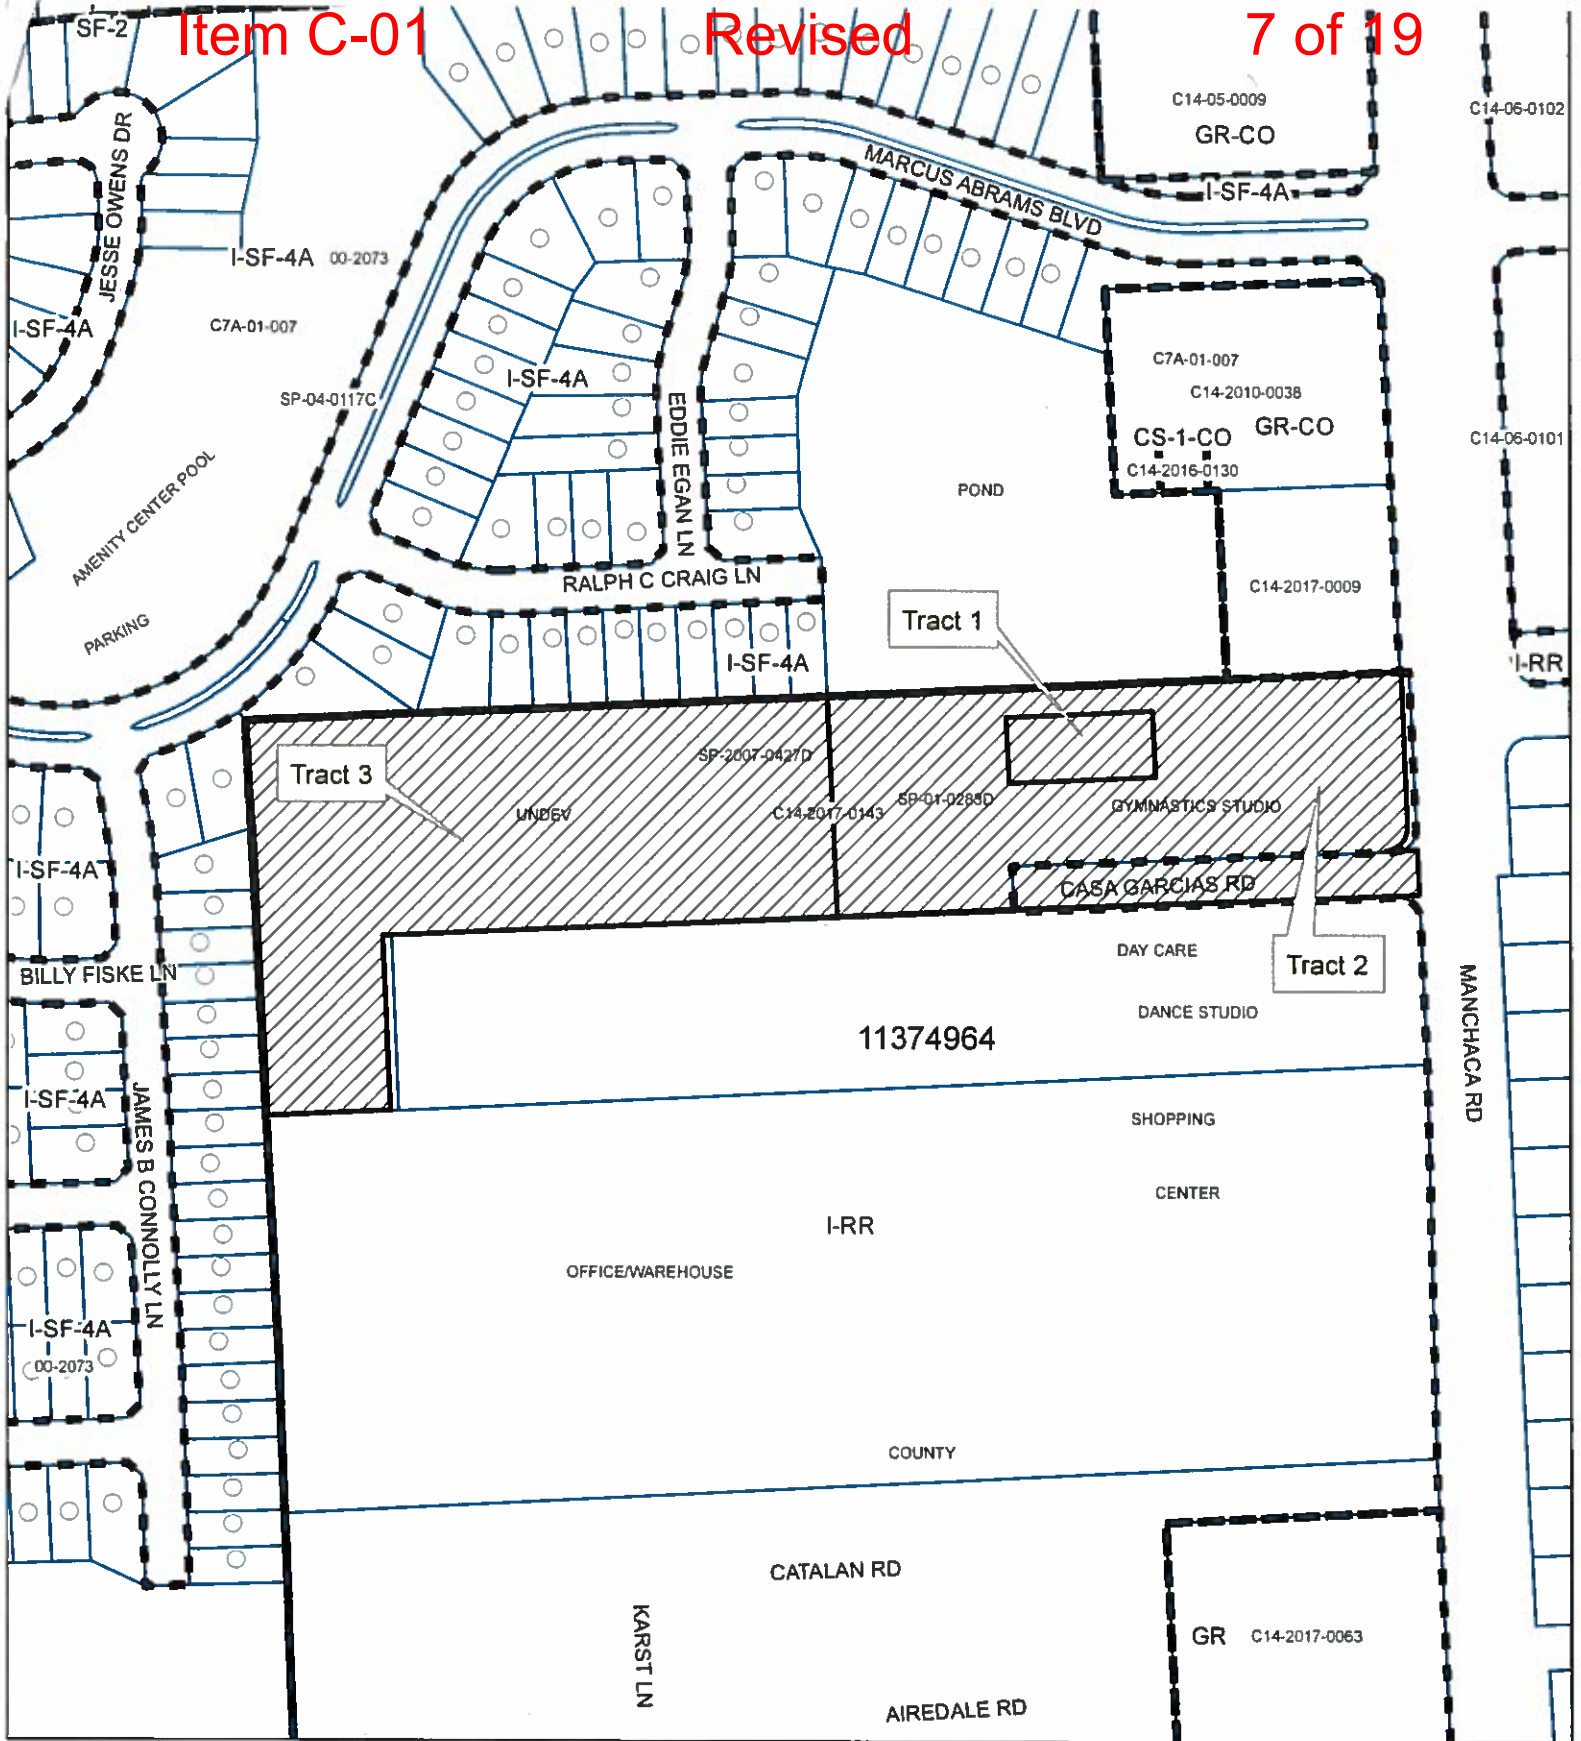 Item C-01 Revised 7 of 19
SF-2
C14-05-0009
GR-CO
C14-06-0102
JESSE OWENS DR
MARCUS ABRAMS BLVD
I-SF-4A
I-SF-4A 00-2073
I-SF-4A
C7A-01-007
C7A-01-007
C14-2010-0038
SP-04-0117C
I-SF-4A
EDDIE EGAN LN
CS-1-CO
GR-CO
C14-2016-0130
C14-06-0101
POND
AMENITY CENTER POOL
PARKING
RALPH C CRAIG LN
C14-2017-0009
Tract 1
I-SF-4A
I-RR
Tract 3
SP-2007-0427D
UNDEV
C14-2017-0143
SP-01-0283D
GYMNASTICS STUDIO
I-SF-4A
CASA GARCIAS RD
DAY CARE
Tract 2
BILLY FISKE LN
DANCE STUDIO
11374964
MANCHACA RD
I-SF-4A
JAMES B CONNOLLY LN
SHOPPING
CENTER
I-RR
OFFICE/WAREHOUSE
I-SF-4A
00-2073
COUNTY
CATALAN RD
KARST LN
GR C14-2017-0063
AIREDALE RD